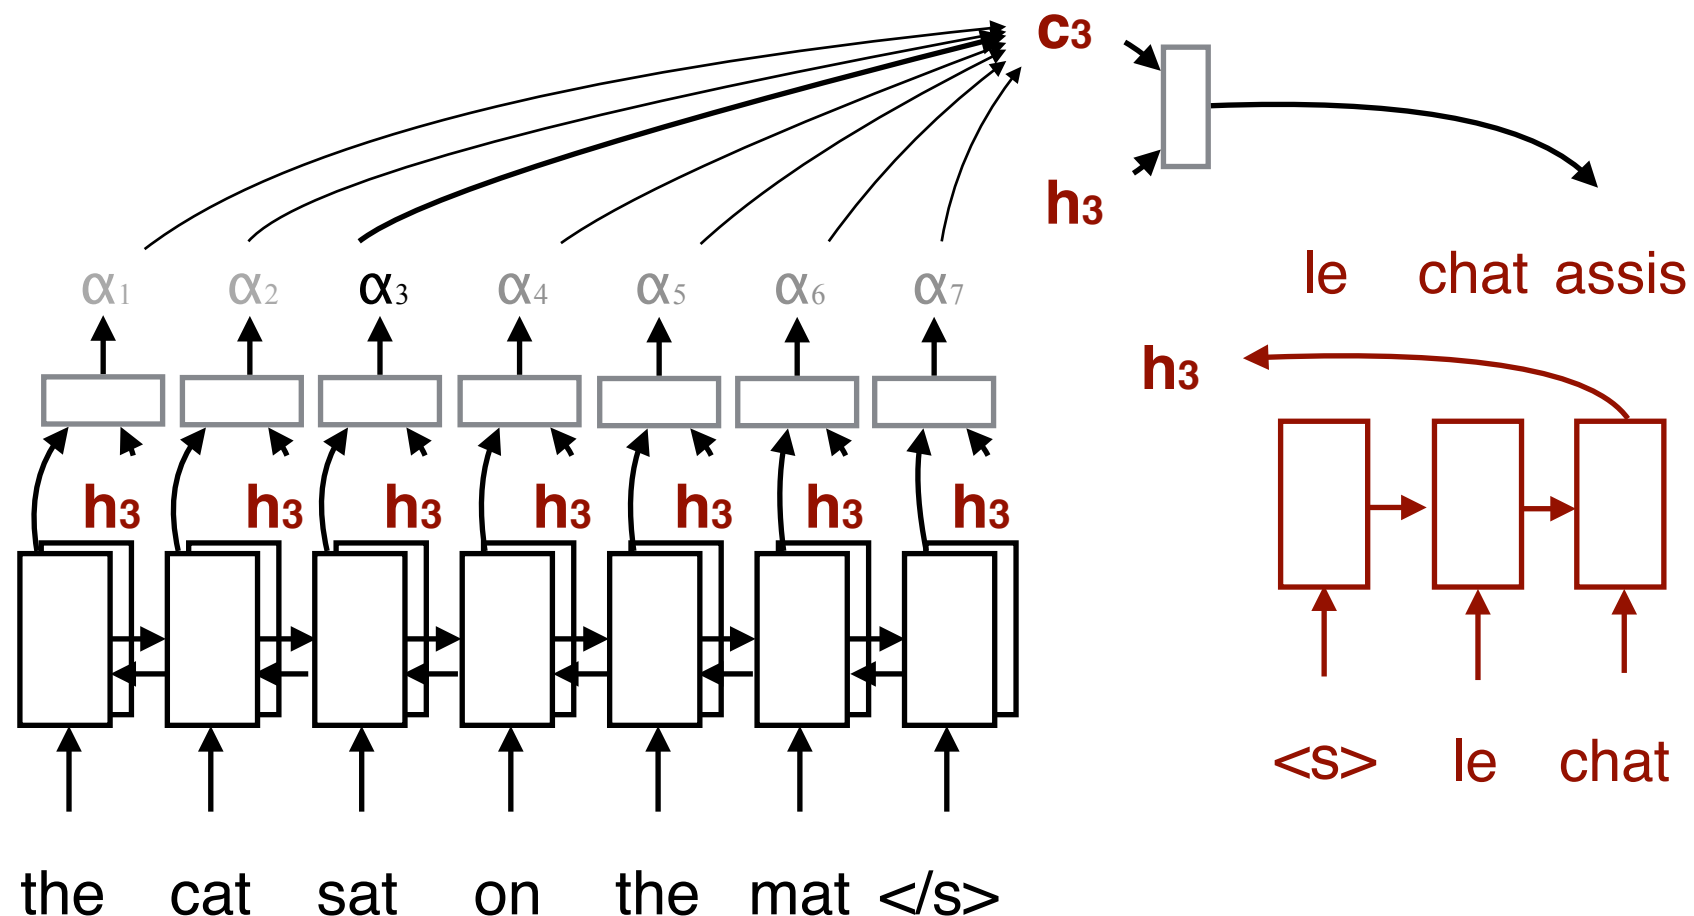 c3
h3
le chat assis
α1 α2 α3 α4 α5 α6 α7
h3
h3 h3 h3 h3 h3 h3 h3
<s> le chat
the cat sat on the mat </s>